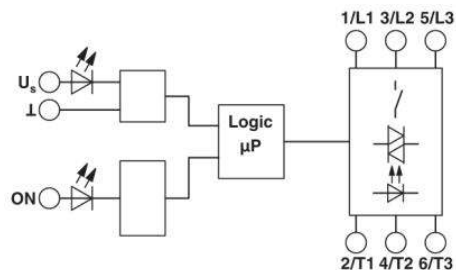 1/L1 3/L2 5/L3
Us
⊥
Logic
µP
ON
2/T1 4/T2 6/T3